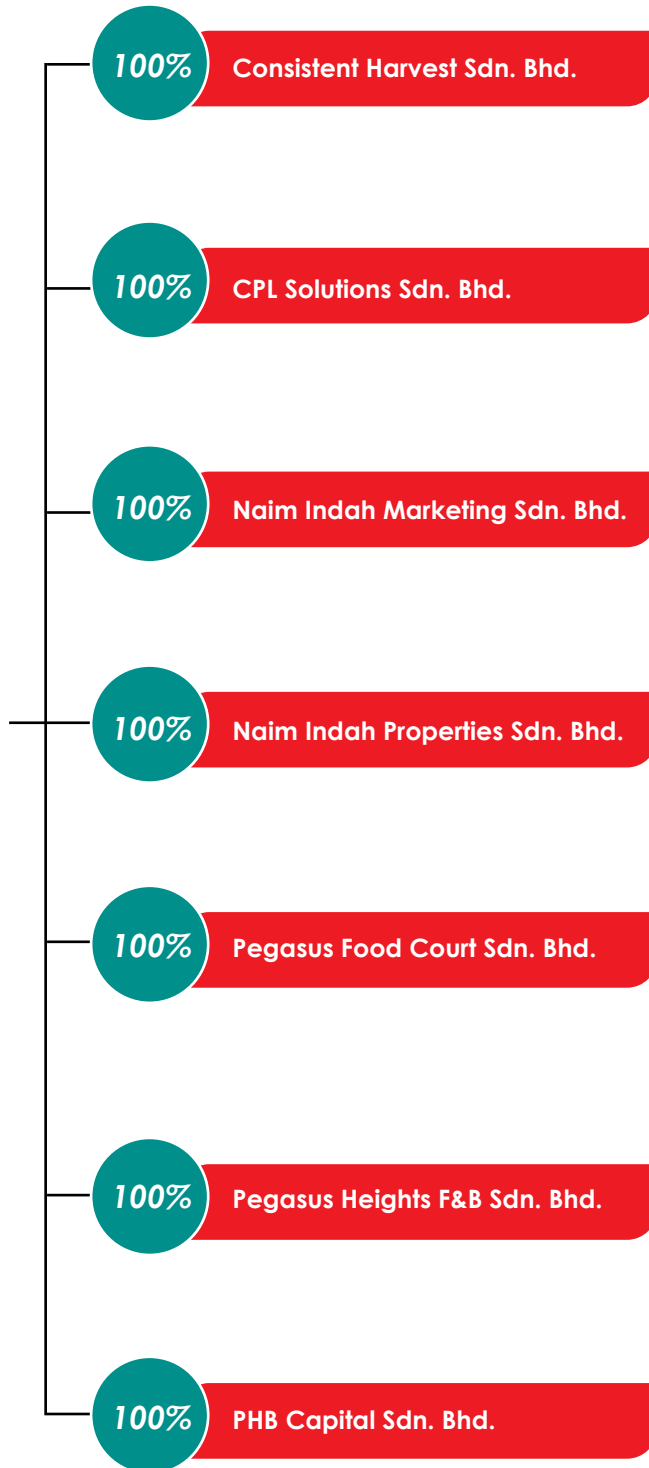 100% Consistent Harvest Sdn. Bhd.
100% CPL Solutions Sdn. Bhd.
100% Naim Indah Marketing Sdn. Bhd.
100% Naim Indah Properties Sdn. Bhd.
100% Pegasus Food Court Sdn. Bhd.
100% Pegasus Heights F&B Sdn. Bhd.
100% PHB Capital Sdn. Bhd.